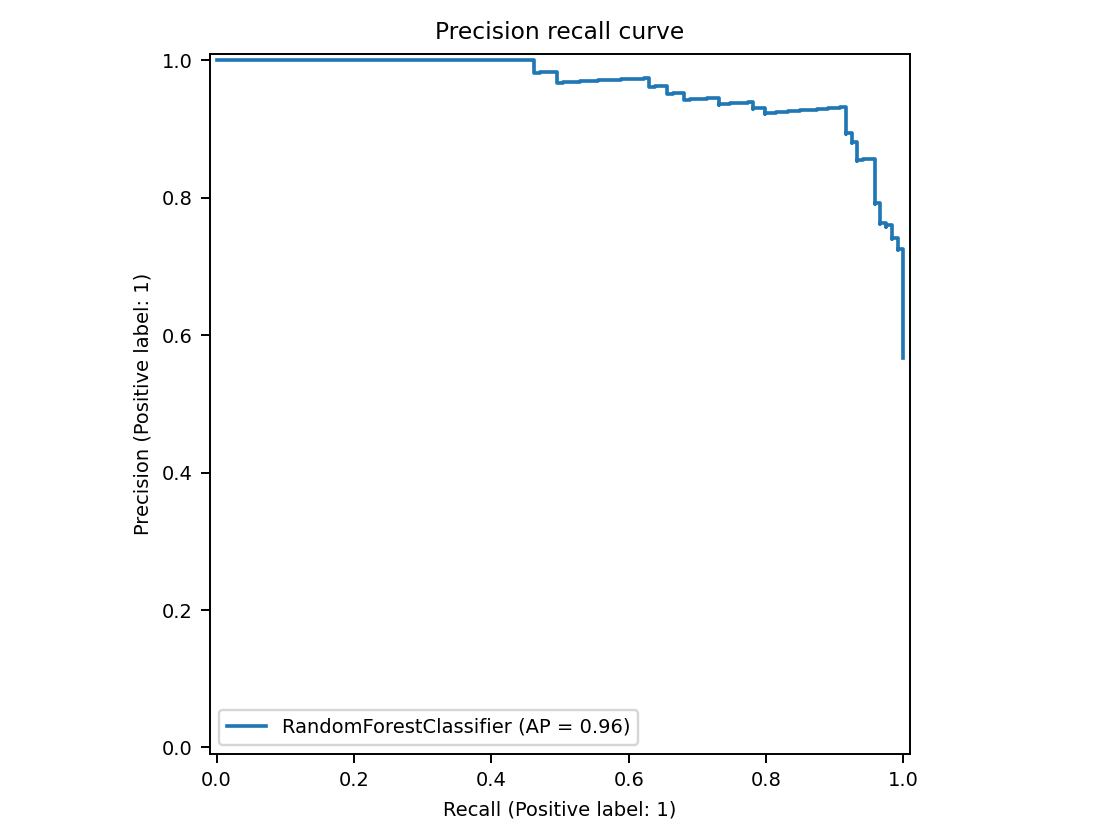 Precision recall curve
1.0
0.8
0.6
0.4
0.2
0.0
Precision (Positive label: 1)
RandomForestClassifier (AP = 0.96)
0.0 0.2 0.4 0.6 0.8 1.0
Recall (Positive label: 1)